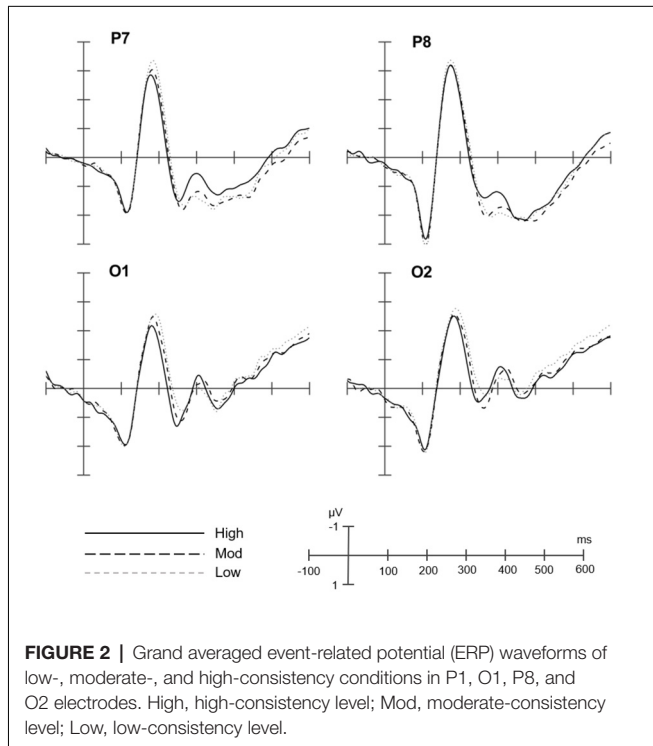 P7
P8
O1
O2
High
Mod
Low
µV
-1
ms
-100 100 200 300 400 500 600
1
FIGURE 2 | Grand averaged event-related potential (ERP) waveforms of
low-, moderate-, and high-consistency conditions in P1, O1, P8, and
O2 electrodes. High, high-consistency level; Mod, moderate-consistency
level; Low, low-consistency level.